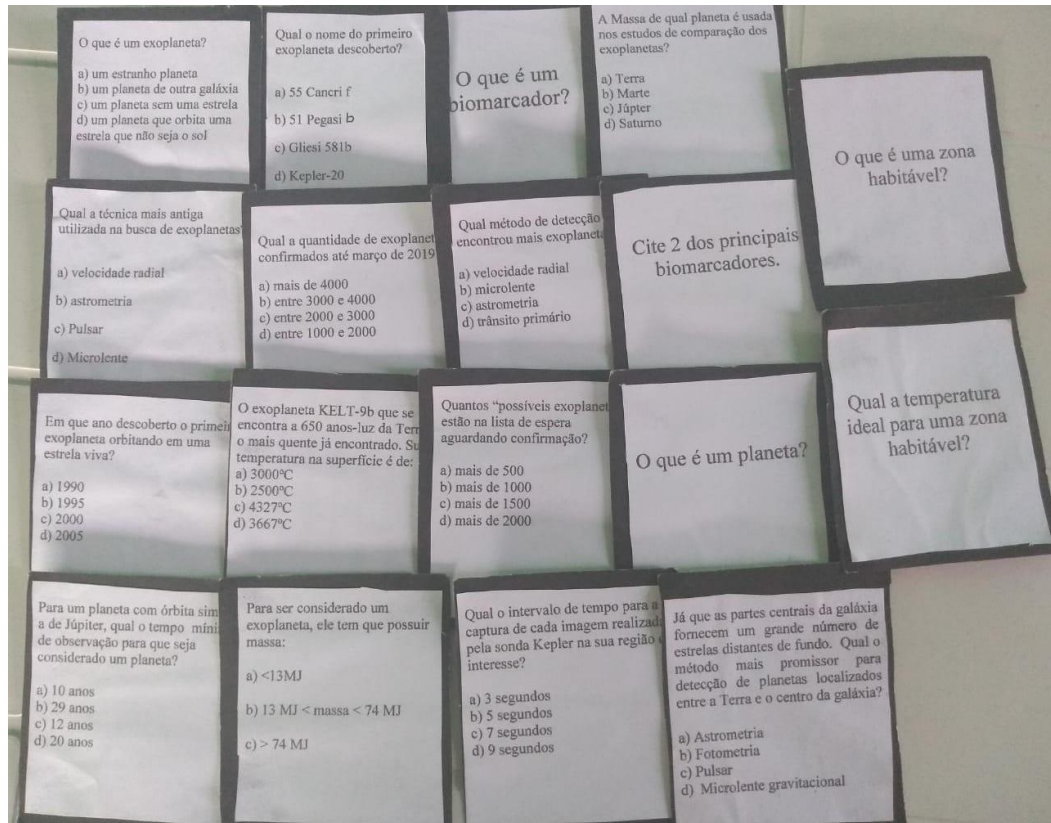 O que é um exoplaneta?
a) um estranho planeta
b) um planeta de outra galáxia
c) um planeta sem uma estrela
d) um planeta que orbita uma
estrela que não seja o sol
Qual o nome do primeiro
exoplaneta descoberto?
a) 55 Cancri f
b) 51 Pegasi b
c) Gliesi 581b
d) Kepler-20
O que é um
biomarcador?
A Massa de qual planeta é usada
nos estudos de comparação dos
exoplanetas?
a) Terra
b) Marte
c) Júpter
d) Saturno
O que é uma zona
habitável?
Qual a técnica mais antiga
utilizada na busca de exoplanetas
a) velocidade radial
b) astrometria
c) Pulsar
d) Microlente
Qual a quantidade de exoplanet
confirmados até março de 2019
a) mais de 4000
b) entre 3000 e 4000
c) entre 2000 e 3000
d) entre 1000 e 2000
Qual método de detecção
encontrou mais exoplaneta
a) velocidade radial
b) microlente
c) astrometria
d) trânsito primário
Cite 2 dos principais
biomarcadores.
Em que ano descoberto o primeir
exoplaneta orbitando em uma
estrela viva?
a) 1990
b) 1995
c) 2000
d) 2005
O exoplaneta KELT-9b que se
encontra a 650 anos-luz da Terr
o mais quente já encontrado. Su
temperatura na superfície é de:
a) 3000ºC
b) 2500ºC
c) 4327ºC
d) 3667ºC
Quantos “possíveis exoplanet
estão na lista de espera
aguardando confirmação?
a) mais de 500
b) mais de 1000
c) mais de 1500
d) mais de 2000
O que é um planeta?
Qual a temperatura
ideal para uma zona
habitável?
Para um planeta com órbita sim
a de Júpiter, qual o tempo míni
de observação para que seja
considerado um planeta?
a) 10 anos
b) 29 anos
c) 12 anos
d) 20 anos
Para ser considerado um
exoplaneta, ele tem que possuir
massa:
a) <13MJ
b) 13 MJ < massa < 74 MJ
c) > 74 MJ
Qual o intervalo de tempo para a
captura de cada imagem realizad
pela sonda Kepler na sua região
interesse?
a) 3 segundos
b) 5 segundos
c) 7 segundos
d) 9 segundos
Já que as partes centrais da galáxia
fornecem um grande número de
estrelas distantes de fundo. Qual o
método mais promissor para
detecção de planetas localizados
entre a Terra e o centro da galáxia?
a) Astrometria
b) Fotometria
c) Pulsar
d) Microlente gravitacional